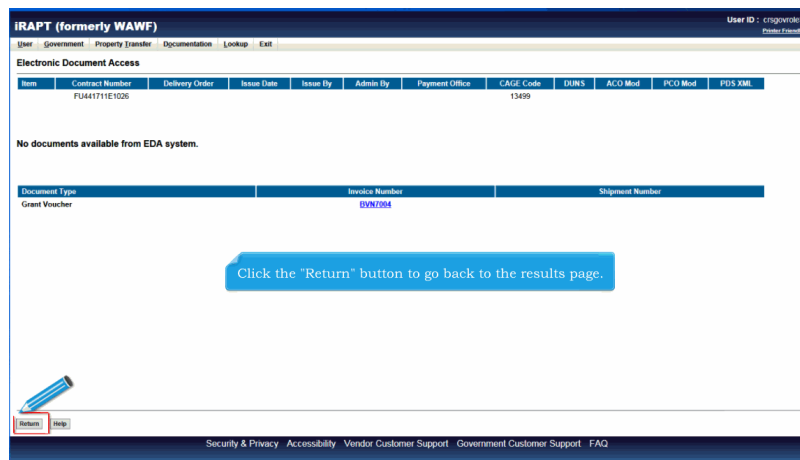 iRAPT (formerly WAWF)
User ID : crsgovrole
Printer Friendl
User Government Property Transfer Documentation Lookup Exit
Electronic Document Access
Item Contract Number Delivery Order Issue Date Issue By Admin By Payment Office CAGE Code DUNS ACO Mod PCO Mod PDS XML
FU441711E1026 13499
No documents available from EDA system.
Document Type Invoice Number Shipment Number
Grant Voucher BVN7004
Click the "Return" button to go back to the results page.
Return Help
Security & Privacy Accessibility Vendor Customer Support Government Customer Support FAQ